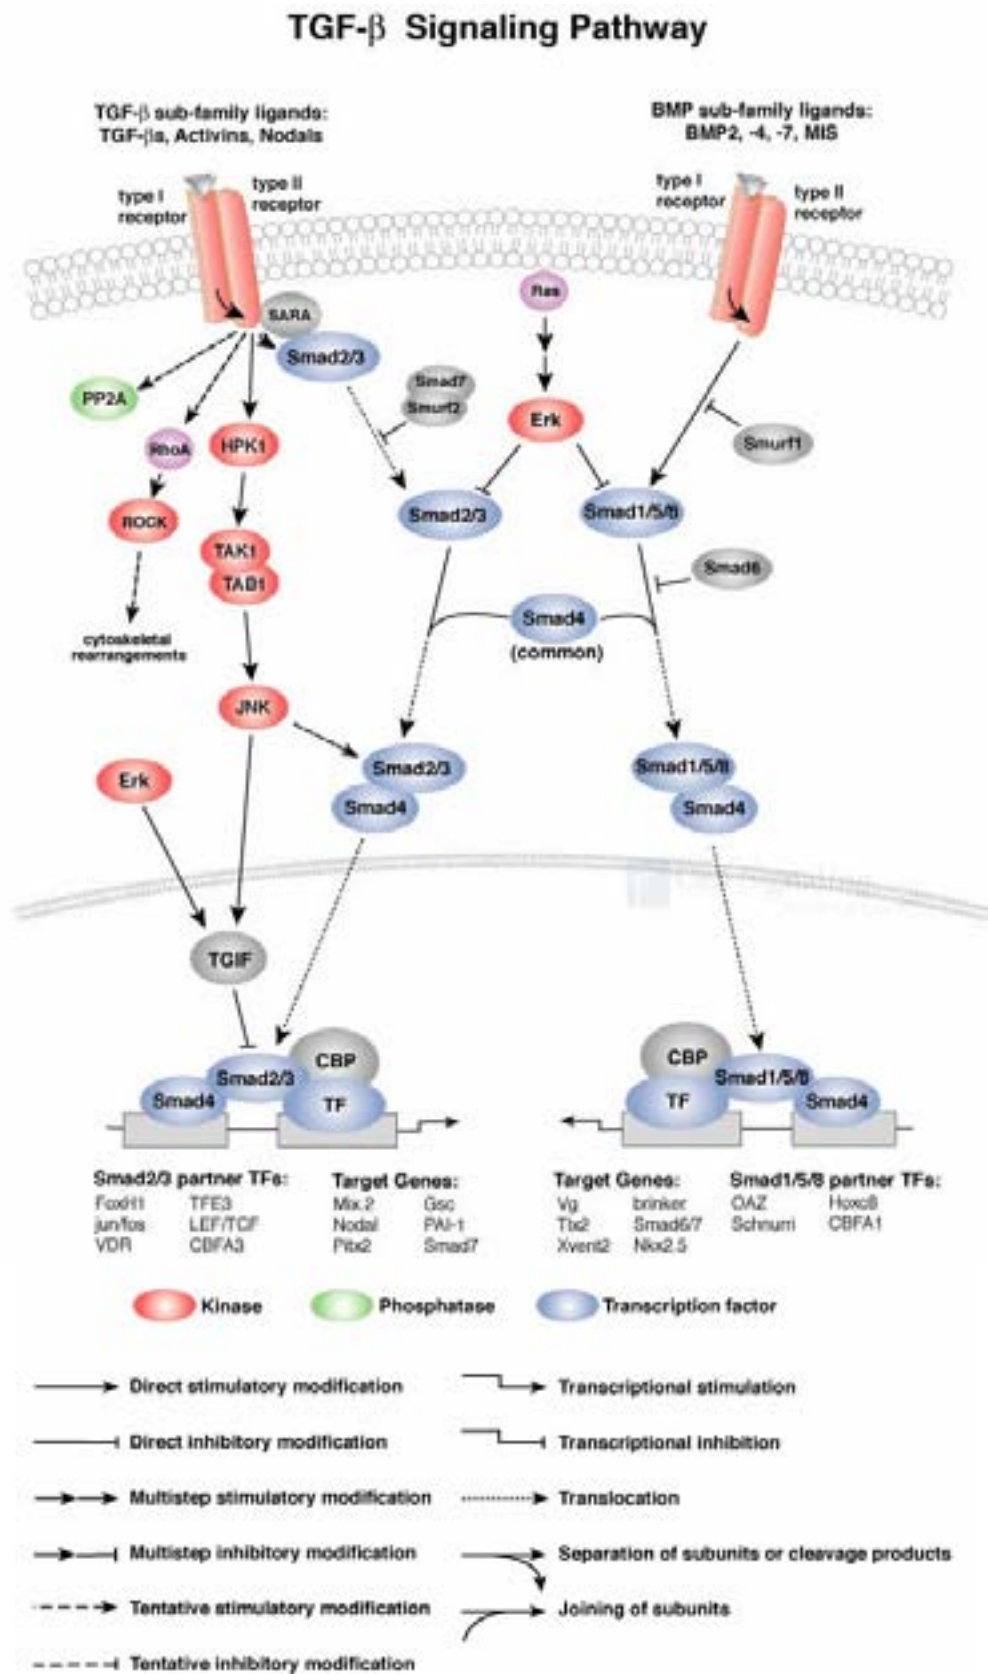 TGF-β Signaling Pathway
TGF-β sub-family ligands:
TGF-βs, Activins, Nodals
BMP sub-family ligands:
BMP2, -4, -7, MIS
type I
receptor
type II
receptor
type I
receptor
type II
receptor
Ras
SARA
Smad2/3
Smad7
Smurf2
PP2A
Erk
Smurf1
RhoA
HPK1
ROCK
Smad2/3
Smad1/5/8
TAK1
TAB1
Smad6
Smad4
(common)
cytoskeletal
rearrangements
JNK
Erk
Smad2/3
Smad4
Smad1/5/8
Smad4
TGIF
CBP
Smad2/3
Smad4
TF
CBP
Smad1/5/8
TF
Smad4
Smad2/3 partner TFs:
FoxH1 TFE3
jun/fos LEF/TCF
VDR CBFA3
Target Genes:
Mix.2 Gsc
Nodal PAI-1
Pitx2 Smad7
Target Genes:
Vg brinker
Tbx2 Smad6/7
Xvent2 Nkx2.5
Smad1/5/8 partner TFs:
OAZ Hoxc8
Schnurri CBFA1
Kinase
Phosphatase
Transcription factor
Direct stimulatory modification
Transcriptional stimulation
Direct inhibitory modification
Transcriptional inhibition
Multistep stimulatory modification
Translocation
Multistep inhibitory modification
Separation of subunits or cleavage products
Tentative stimulatory modification
Joining of subunits
Tentative inhibitory modification